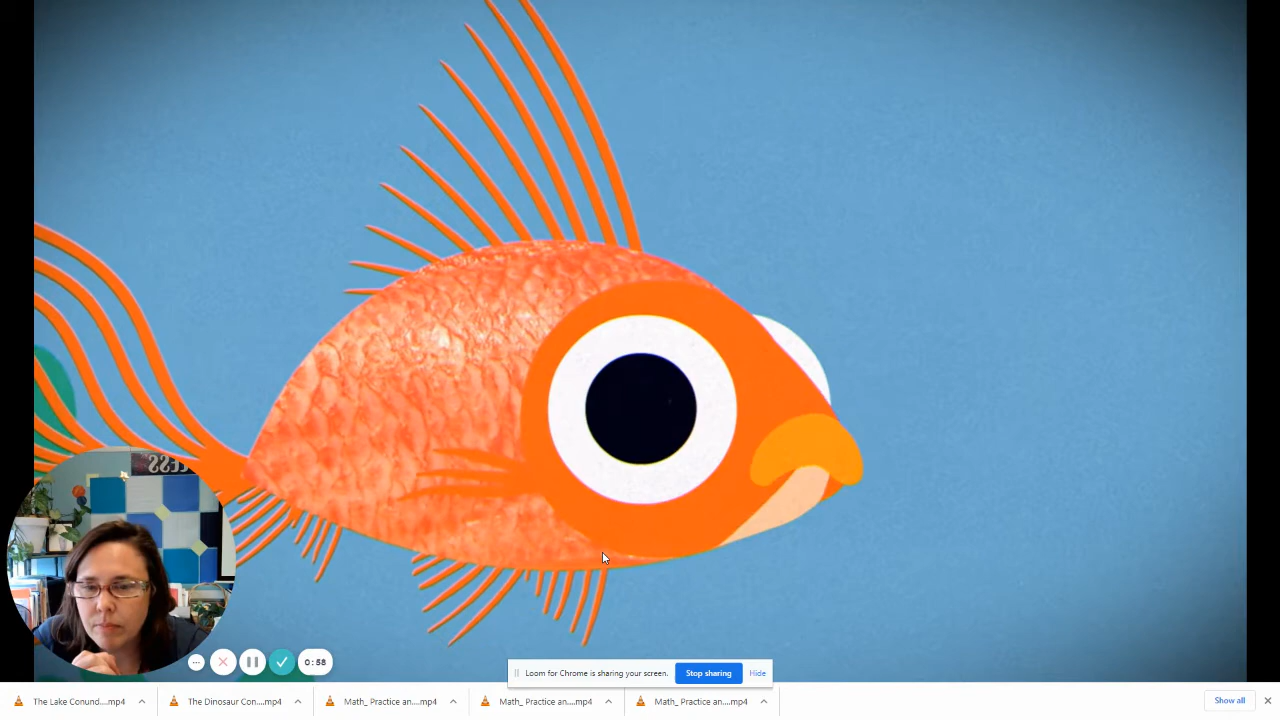 0:58
Loom for Chrome is sharing your screen. Stop sharing Hide
The Lake Conund....mp4 The Dinosaur Con....mp4 Math_ Practice an....mp4 Math_ Practice an....mp4 Math_ Practice an....mp4 Show all